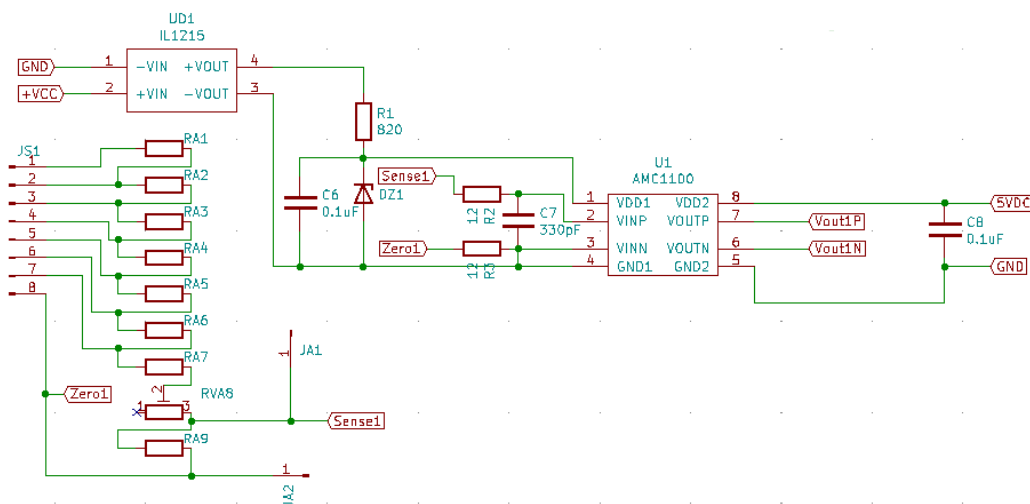 UD1
IL1215
GND 1 -VIN +VOUT 4
+VCC 2 +VIN -VOUT 3
R1
820
JS1
1
2
3
4
5
6
7
8
RA1
RA2
RA3
RA4
RA5
RA6
RA7
2
RVA8
1 3
RA9
Zero1
1
JA1
Sense1
1
JA2
C6
0.1uF
DZ1
Sense1
12
R2
C7
330pF
Zero1
12
R3
U1
AMC1100
1 VDD1 VDD2 8
2 VINP VOUTP 7
3 VINN VOUTN 6
4 GND1 GND2 5
5VDC
Vout1P
Vout1N
C8
0.1uF
GND